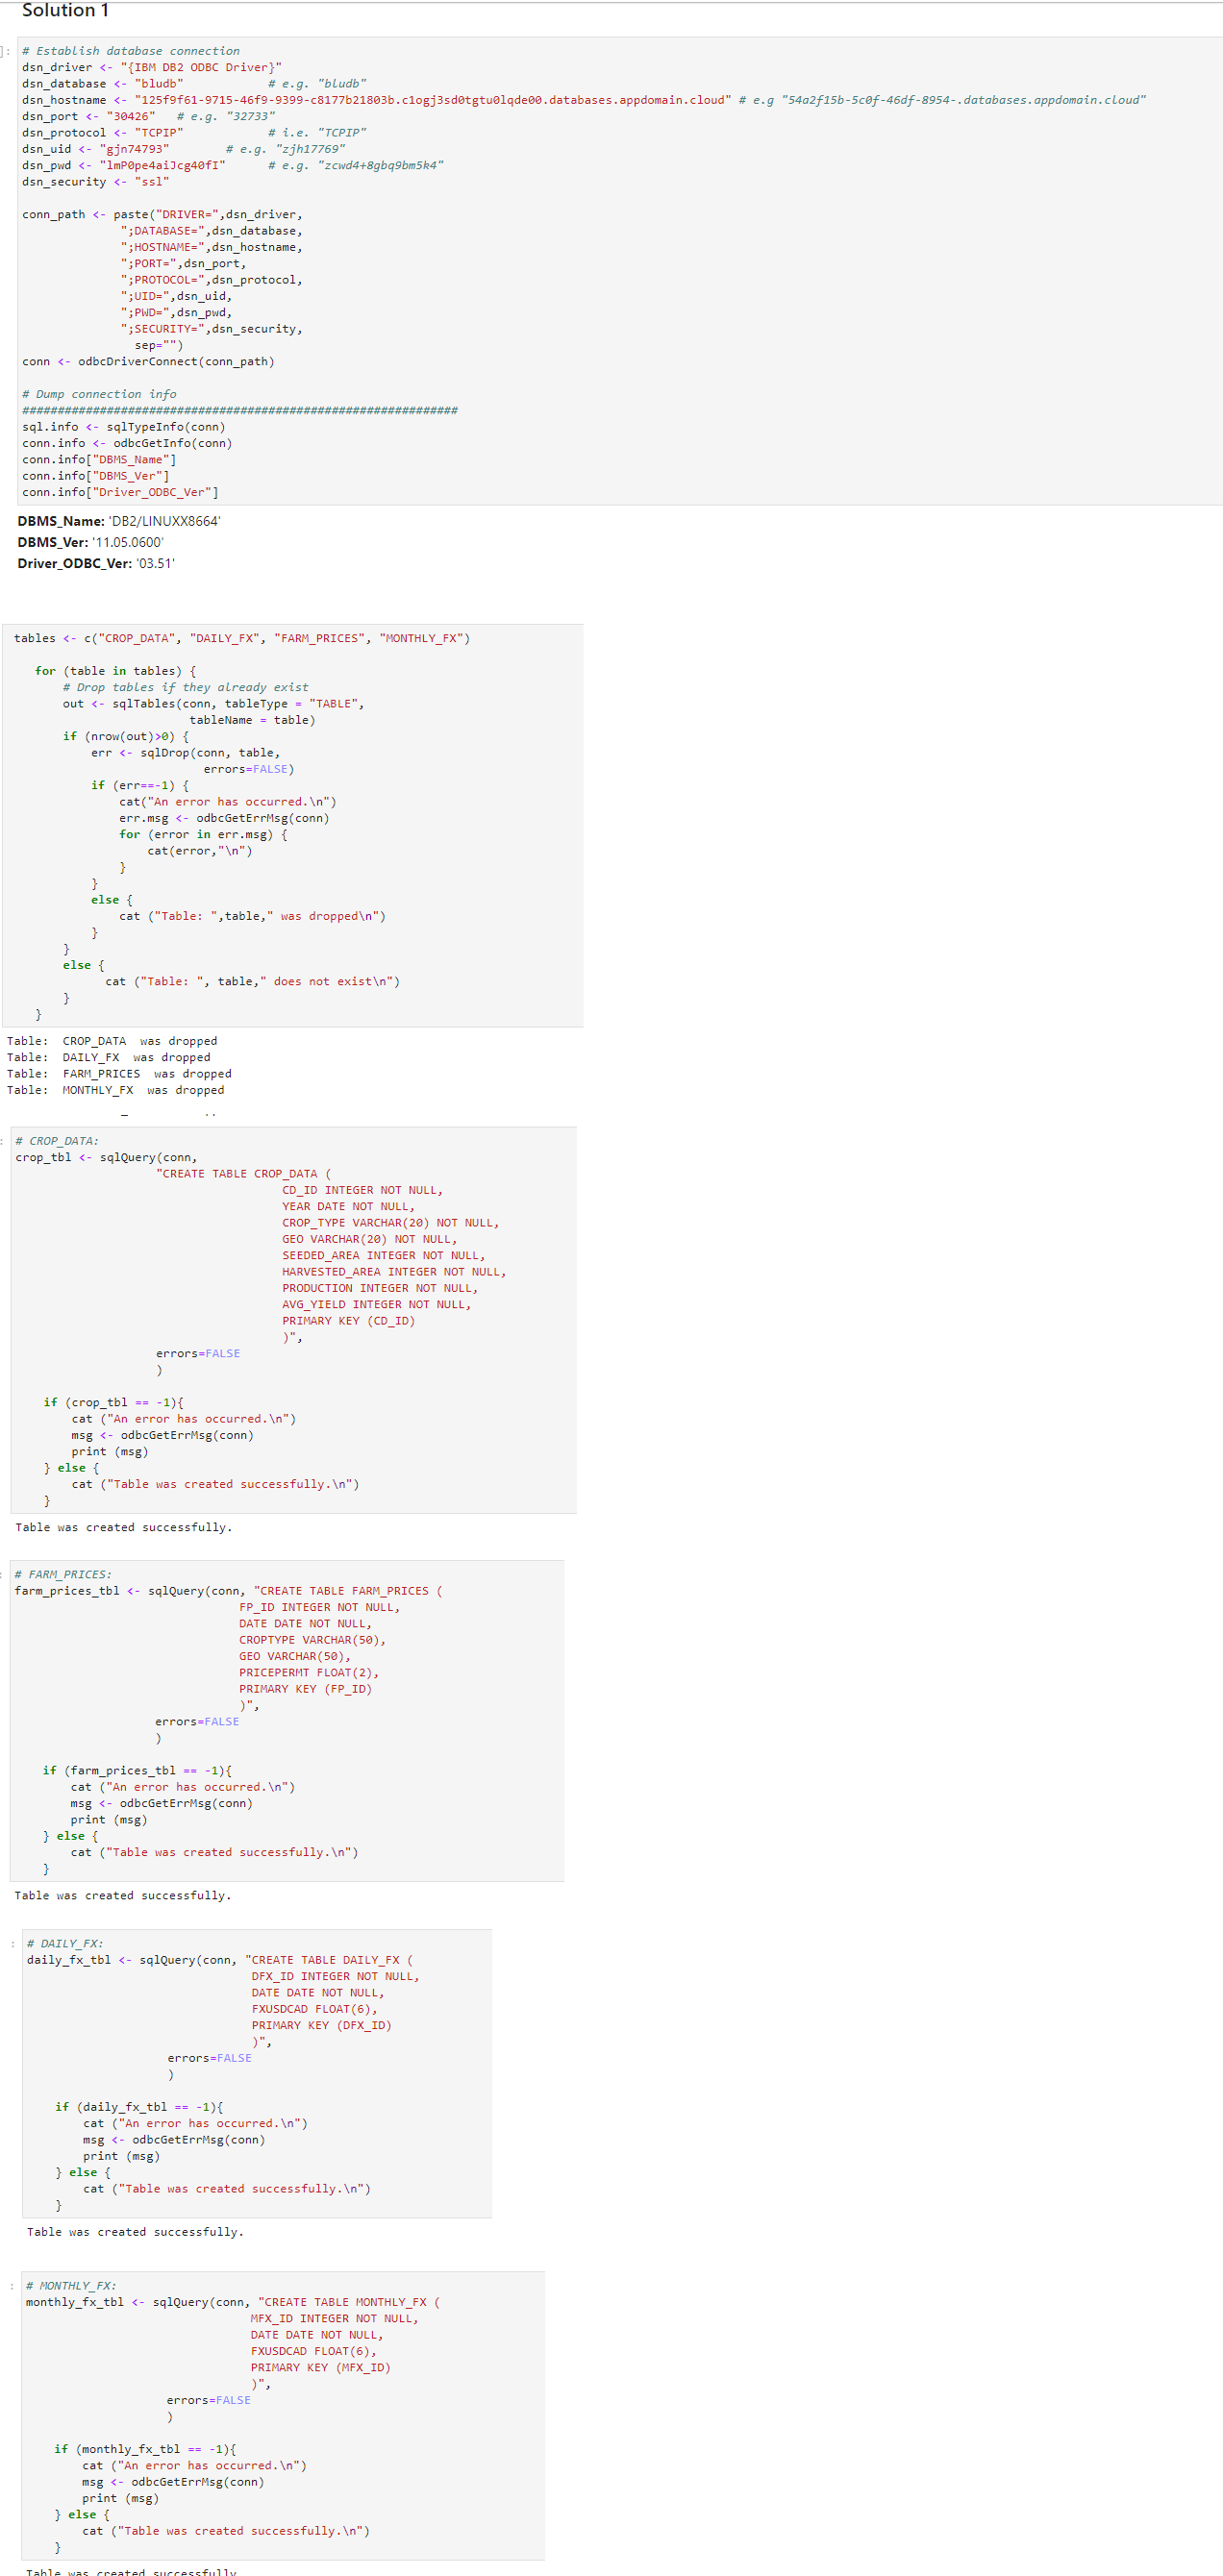 Solution 1
]: # Establish database connection
dsn_driver <- "{IBM DB2 ODBC Driver}"
dsn_database <- "bludb"            # e.g. "bludb"
dsn_hostname <- "125f9f61-9715-46f9-9399-c8177b21803b.c1ogj3sd0tgtu0lqde00.databases.appdomain.cloud" # e.g "54a2f15b-5c0f-46df-8954-.databases.appdomain.cloud"
dsn_port <- "30426"   # e.g. "32733"
dsn_protocol <- "TCPIP"            # i.e. "TCPIP"
dsn_uid <- "gjn74793"        # e.g. "zjh17769"
dsn_pwd <- "lmP0pe4aiJcg40fI"      # e.g. "zcwd4+8gbq9bm5k4"
dsn_security <- "ssl"
conn_path <- paste("DRIVER=",dsn_driver,
";DATABASE=",dsn_database,
";HOSTNAME=",dsn_hostname,
";PORT=",dsn_port,
";PROTOCOL=",dsn_protocol,
";UID=",dsn_uid,
";PWD=",dsn_pwd,
";SECURITY=",dsn_security,
sep="")
conn <- odbcDriverConnect(conn_path)
# Dump connection info
##############################################################
sql.info <- sqlTypeInfo(conn)
conn.info <- odbcGetInfo(conn)
conn.info["DBMS_Name"]
conn.info["DBMS_Ver"]
conn.info["Driver_ODBC_Ver"]
DBMS_Name: 'DB2/LINUXX8664'
DBMS_Ver: '11.05.0600'
Driver_ODBC_Ver: '03.51'
tables <- c("CROP_DATA", "DAILY_FX", "FARM_PRICES", "MONTHLY_FX")
for (table in tables) {
# Drop tables if they already exist
out <- sqlTables(conn, tableType = "TABLE",
tableName = table)
if (nrow(out)>0) {
err <- sqlDrop(conn, table,
errors=FALSE)
if (err==-1) {
cat("An error has occurred.\n")
err.msg <- odbcGetErrMsg(conn)
for (error in err.msg) {
cat(error,"\n")
}
}
else {
cat ("Table: ",table," was dropped\n")
}
}
else {
cat ("Table: ", table," does not exist\n")
}
}
Table:  CROP_DATA  was dropped
Table:  DAILY_FX  was dropped
Table:  FARM_PRICES  was dropped
Table:  MONTHLY_FX  was dropped
: # CROP_DATA:
crop_tbl <- sqlQuery(conn,
"CREATE TABLE CROP_DATA (
CD_ID INTEGER NOT NULL,
YEAR DATE NOT NULL,
CROP_TYPE VARCHAR(20) NOT NULL,
GEO VARCHAR(20) NOT NULL,
SEEDED_AREA INTEGER NOT NULL,
HARVESTED_AREA INTEGER NOT NULL,
PRODUCTION INTEGER NOT NULL,
AVG_YIELD INTEGER NOT NULL,
PRIMARY KEY (CD_ID)
)",
errors=FALSE
)
if (crop_tbl == -1){
cat ("An error has occurred.\n")
msg <- odbcGetErrMsg(conn)
print (msg)
} else {
cat ("Table was created successfully.\n")
}
Table was created successfully.
: # FARM_PRICES:
farm_prices_tbl <- sqlQuery(conn, "CREATE TABLE FARM_PRICES (
FP_ID INTEGER NOT NULL,
DATE DATE NOT NULL,
CROPTYPE VARCHAR(50),
GEO VARCHAR(50),
PRICEPERMT FLOAT(2),
PRIMARY KEY (FP_ID)
)",
errors=FALSE
)
if (farm_prices_tbl == -1){
cat ("An error has occurred.\n")
msg <- odbcGetErrMsg(conn)
print (msg)
} else {
cat ("Table was created successfully.\n")
}
Table was created successfully.
: # DAILY_FX:
daily_fx_tbl <- sqlQuery(conn, "CREATE TABLE DAILY_FX (
DFX_ID INTEGER NOT NULL,
DATE DATE NOT NULL,
FXUSDCAD FLOAT(6),
PRIMARY KEY (DFX_ID)
)",
errors=FALSE
)
if (daily_fx_tbl == -1){
cat ("An error has occurred.\n")
msg <- odbcGetErrMsg(conn)
print (msg)
} else {
cat ("Table was created successfully.\n")
}
Table was created successfully.
: # MONTHLY_FX:
monthly_fx_tbl <- sqlQuery(conn, "CREATE TABLE MONTHLY_FX (
MFX_ID INTEGER NOT NULL,
DATE DATE NOT NULL,
FXUSDCAD FLOAT(6),
PRIMARY KEY (MFX_ID)
)",
errors=FALSE
)
if (monthly_fx_tbl == -1){
cat ("An error has occurred.\n")
msg <- odbcGetErrMsg(conn)
print (msg)
} else {
cat ("Table was created successfully.\n")
}
Table was created successfully